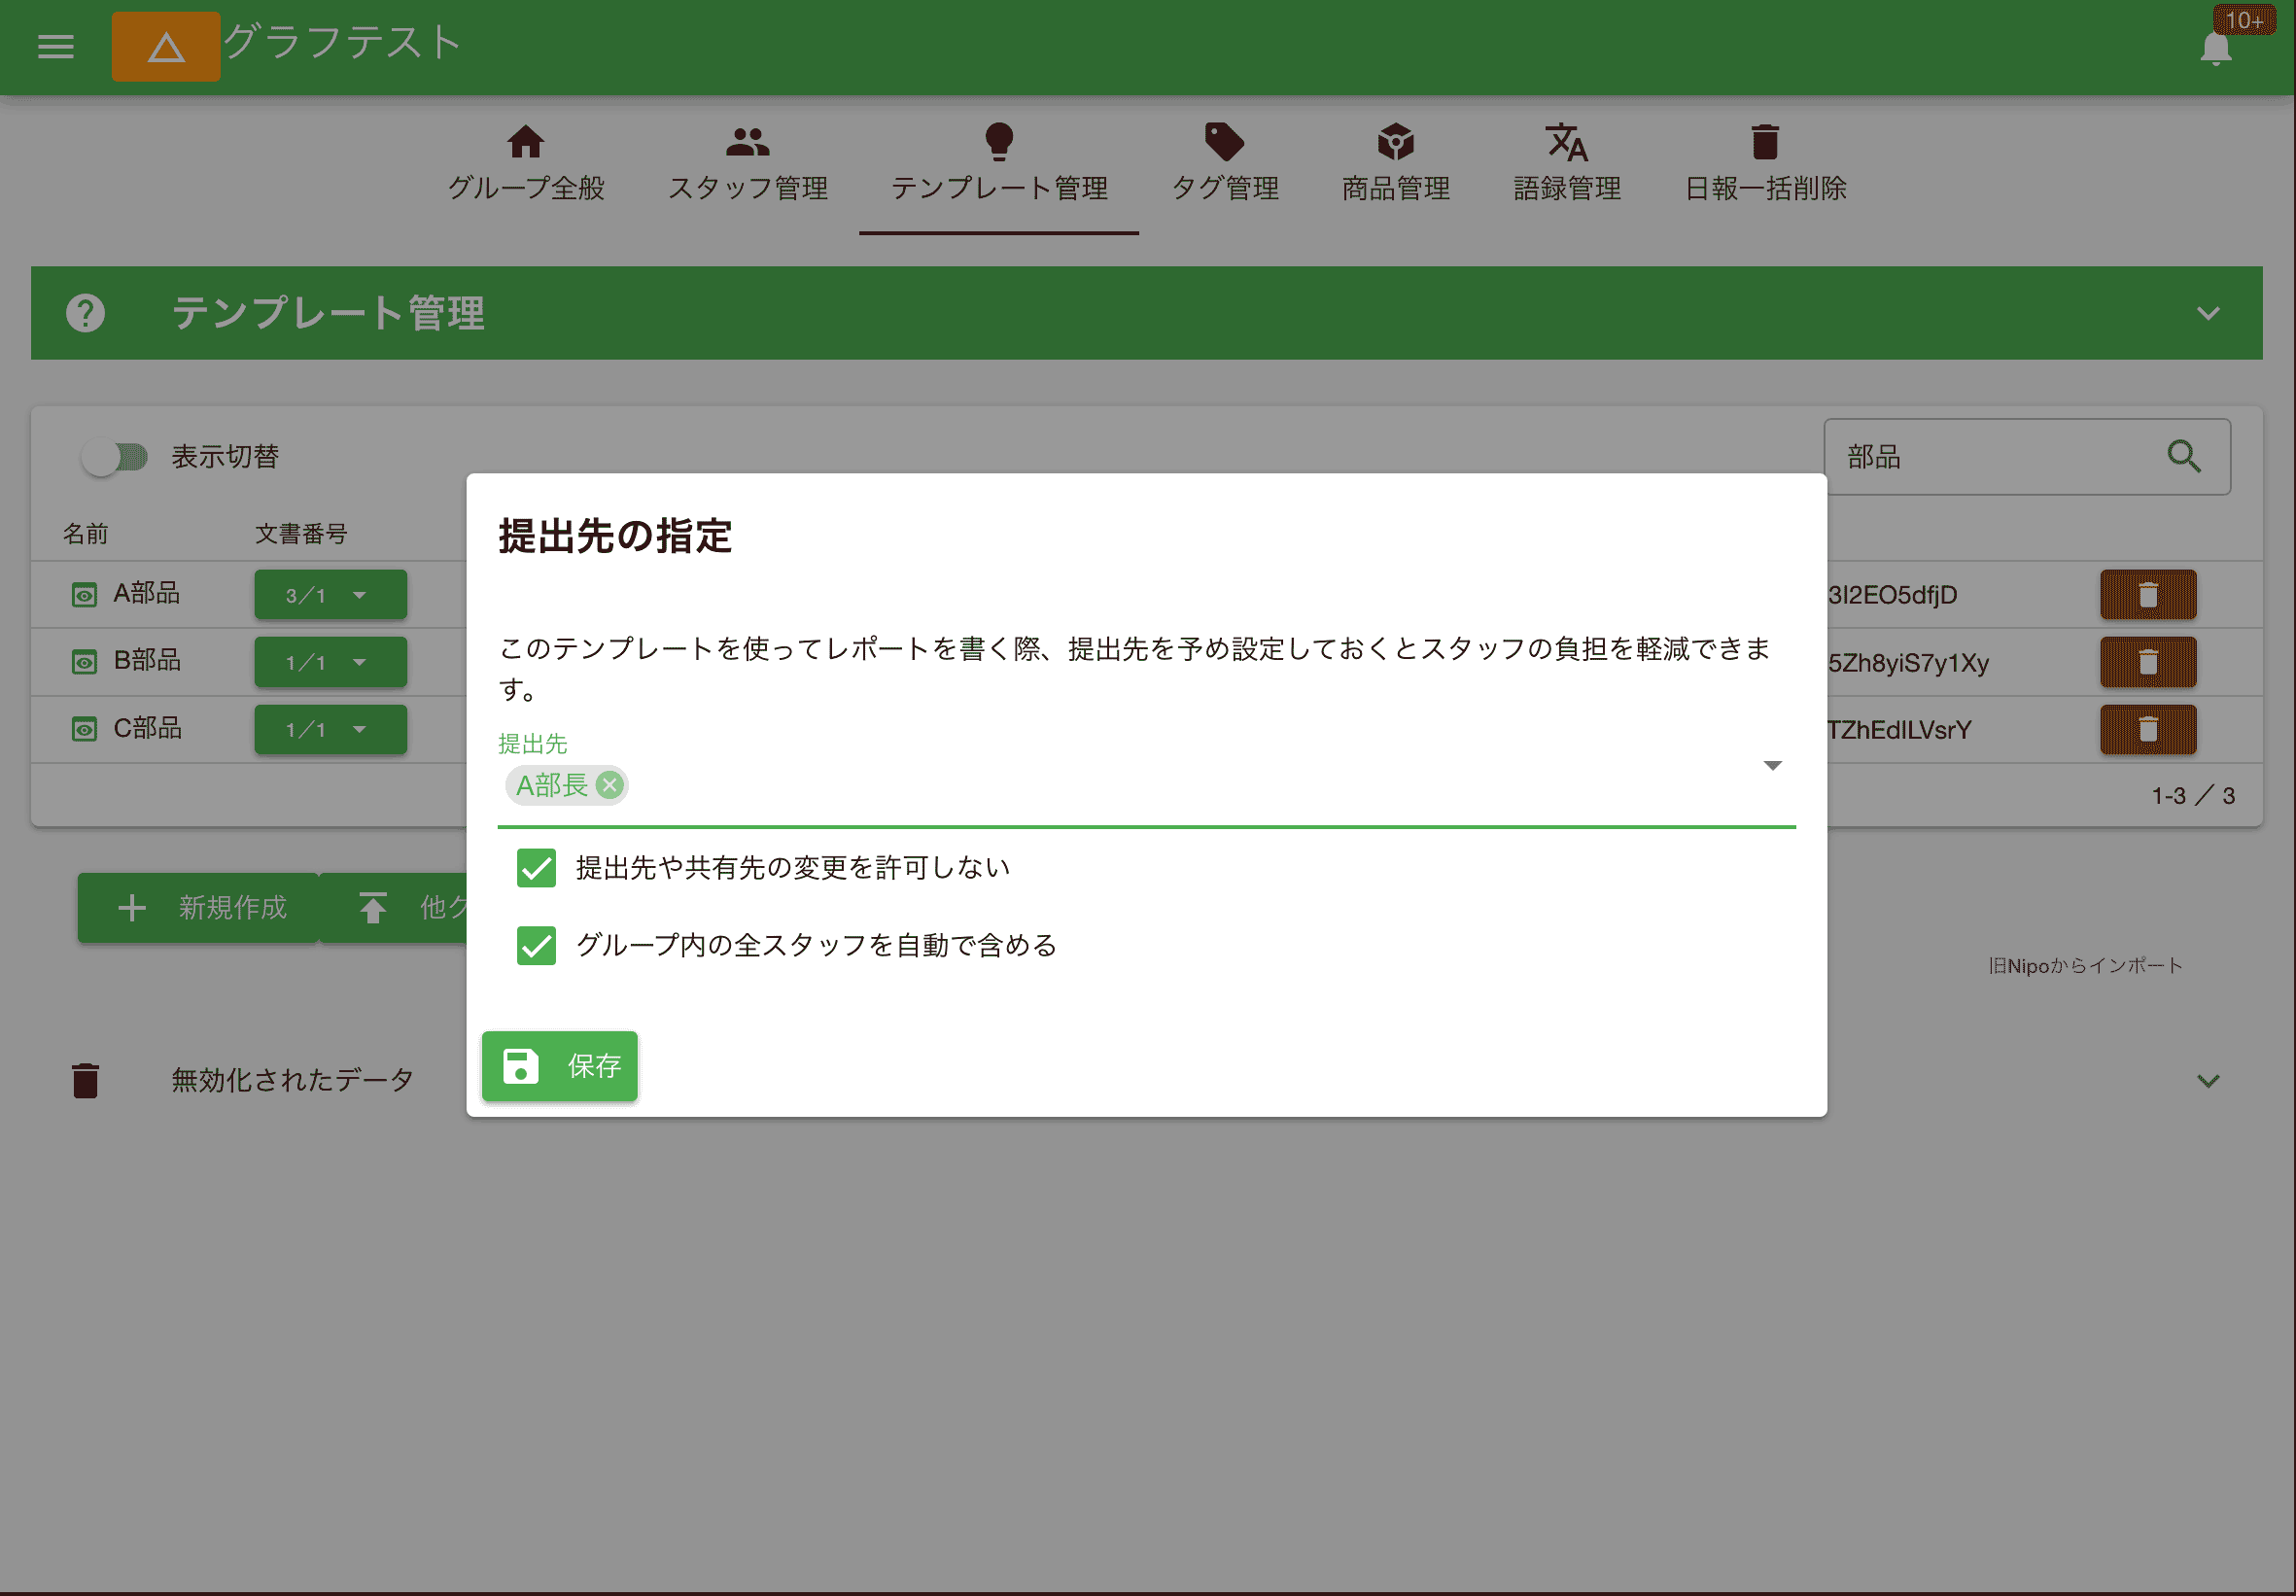 グラフテスト
10+
グループ全般
スタッフ管理
テンプレート管理
タグ管理
商品管理
語録管理
日報一括削除
テンプレート管理
表示切替
部品
名前
文書番号
A部品
3／1
3I2EO5dfjD
B部品
1／1
5Zh8yiS7y1Xy
C部品
1／1
TZhEdILVsrY
1-3 ／ 3
提出先の指定
このテンプレートを使ってレポートを書く際、提出先を予め設定しておくとスタッフの負担を軽減できま
す。
提出先
A部長
提出先や共有先の変更を許可しない
グループ内の全スタッフを自動で含める
保存
新規作成
他グ
旧Nipoからインポート
無効化されたデータ